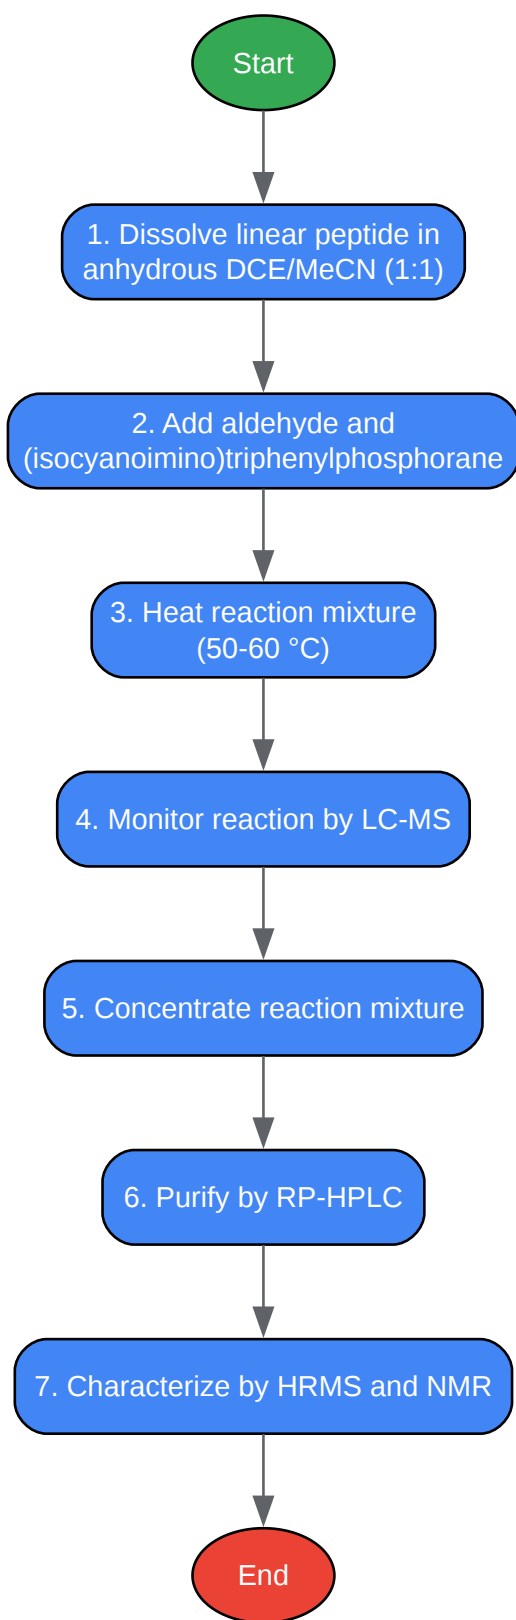 Start
1. Dissolve linear peptide in
anhydrous DCE/MeCN (1:1)
2. Add aldehyde and
(isocyanoimino)triphenylphosphorane
3. Heat reaction mixture
(50-60 °C)
4. Monitor reaction by LC-MS
5. Concentrate reaction mixture
6. Purify by RP-HPLC
7. Characterize by HRMS and NMR
End